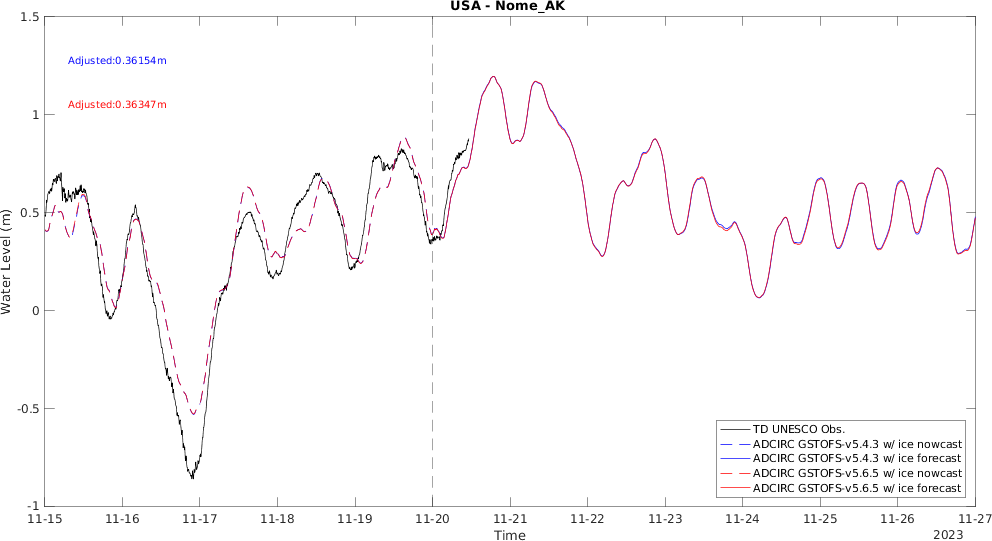 USA - Nome_AK
1.5
1
0.5
0
-0.5
-1
Water Level (m)
Adjusted:0.36154m
Adjusted:0.36347m
TD UNESCO Obs.
ADCIRC GSTOFS-v5.4.3 w/ ice nowcast
ADCIRC GSTOFS-v5.4.3 w/ ice forecast
ADCIRC GSTOFS-v5.6.5 w/ ice nowcast
ADCIRC GSTOFS-v5.6.5 w/ ice forecast
11-15 11-16 11-17 11-18 11-19 11-20 11-21 11-22 11-23 11-24 11-25 11-26 11-27
Time
2023